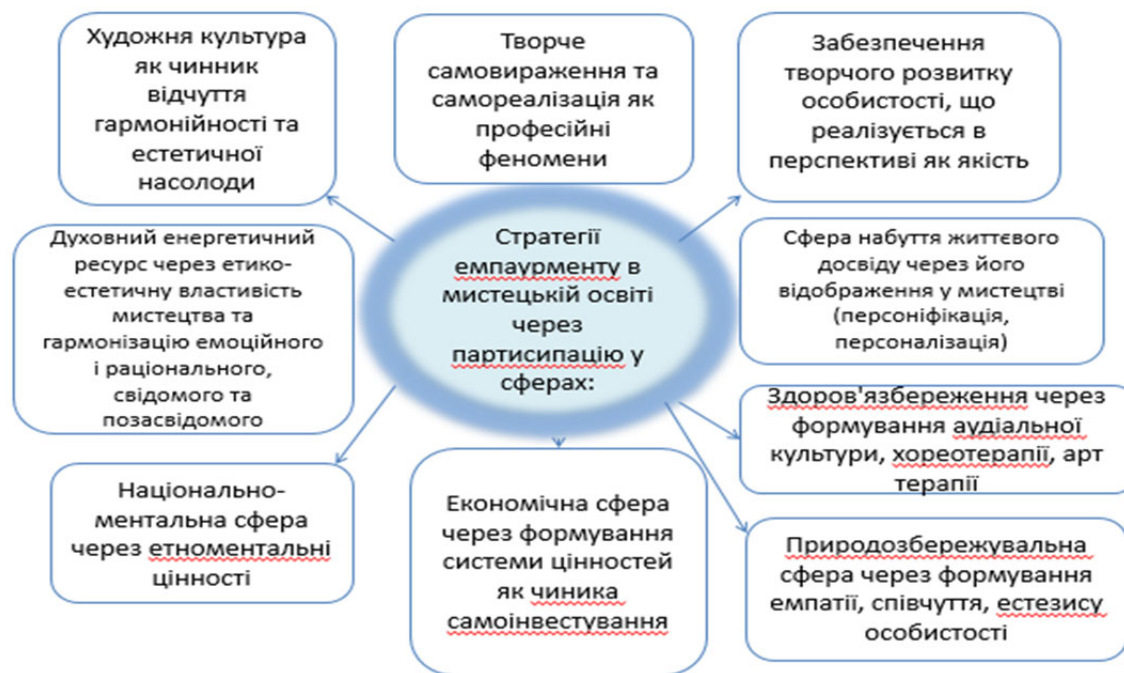 Художня культура
як чинник
відчуття
гармонійності та
естетичної
насолоди
Творче
самовираження та
самореалізація як
професійні
феномени
Забезпечення
творчого розвитку
особистості, що
реалізується в
перспективі як якість
Духовний енергетичний
ресурс через етико-
естетичну властивість
мистецтва та
гармонізацію емоційного
і раціонального,
свідомого та
позасвідомого
Стратегії
емпаурменту в
мистецькій освіті
через
партисипацію у
сферах:
Сфера набуття життєвого
досвіду через його
відображення у мистецтві
(персоніфікація,
персоналізація)
Здоров'язбереження через
формування аудіальної
культури, хореотерапії, арт
терапії
Національно-
ментальна сфера
через етноментальні
цінності
Економічна сфера
через формування
системи цінностей
як чиника
самоінвестування
Природозбережувальна
сфера через формування
емпатії, співчуття, естезису
особистості